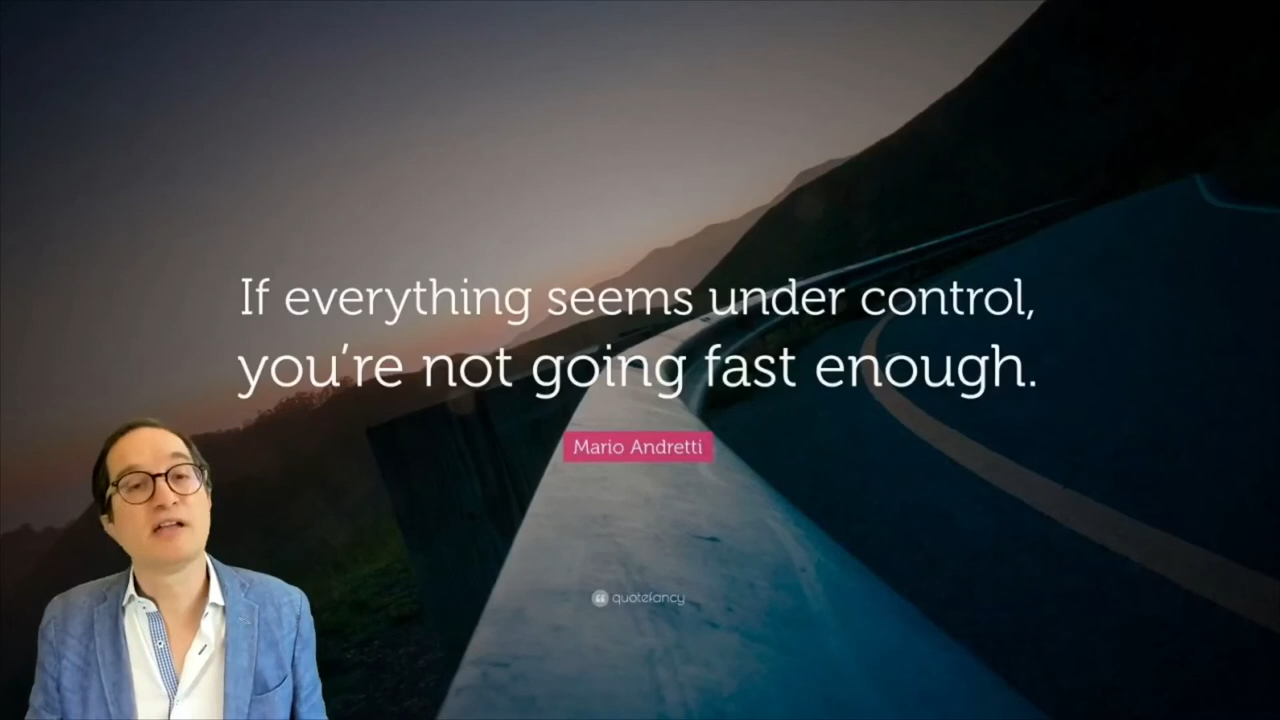 If everything seems under control,
you’re not going fast enough.
Mario Andretti
quotefancy